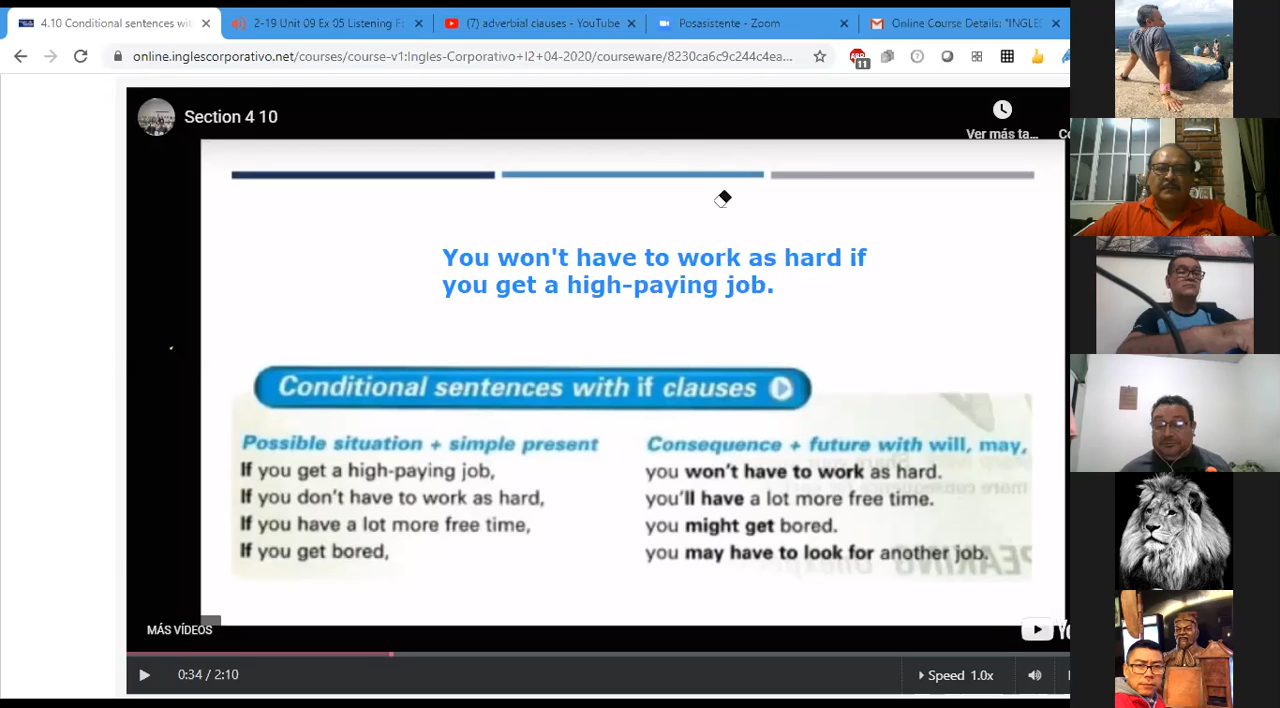 4.10 Conditional sentences wit
2-19 Unit 09 Ex 05 Listening F
(7) adverbial clauses - YouTube
Posasistente - Zoom
Online Course Details: "INGLE
online.inglescorporativo.net/courses/course-v1:Ingles-Corporativo+I2+04-2020/courseware/8230ca6c9c244c4ea...
11
Section 4 10
Ver más ta...
You won't have to work as hard if
you get a high-paying job.
Conditional sentences with if clauses
Possible situation + simple present
Consequence + future with will, may,
If you get a high-paying job,
you won't have to work as hard.
If you don't have to work as hard,
you'll have a lot more free time.
If you have a lot more free time,
you might get bored.
If you get bored,
you may have to look for another job.
MÁS VÍDEOS
0:34 / 2:10
Speed 1.0x